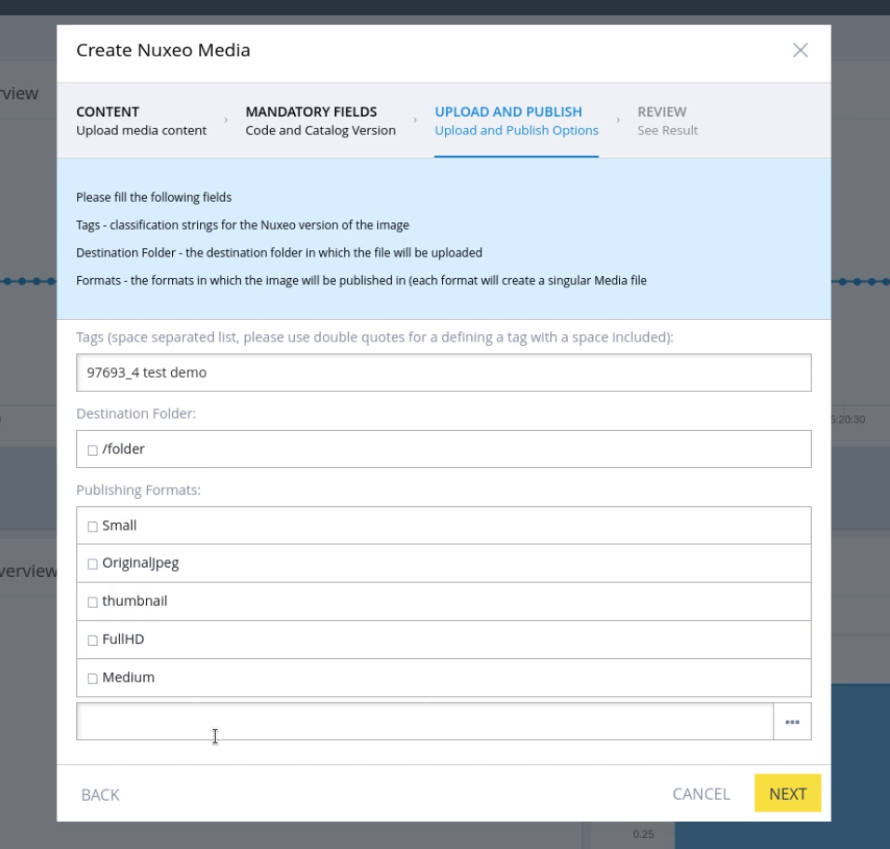 Create Nuxeo Media
rview
CONTENT
Upload media content
MANDATORY FIELDS
Code and Catalog Version
UPLOAD AND PUBLISH
Upload and Publish Options
REVIEW
See Result
Please fill the following fields
Tags - classification strings for the Nuxeo version of the image
Destination Folder - the destination folder in which the file will be uploaded
Formats - the formats in which the image will be published in (each format will create a singular Media file
Tags (space separated list, please use double quotes for a defining a tag with a space included):
97693_4 test demo
Destination Folder:
5:20:30
/folder
Publishing Formats:
Small
OriginalJpeg
verview
thumbnail
FullHD
Medium
BACK
CANCEL
NEXT
0.25